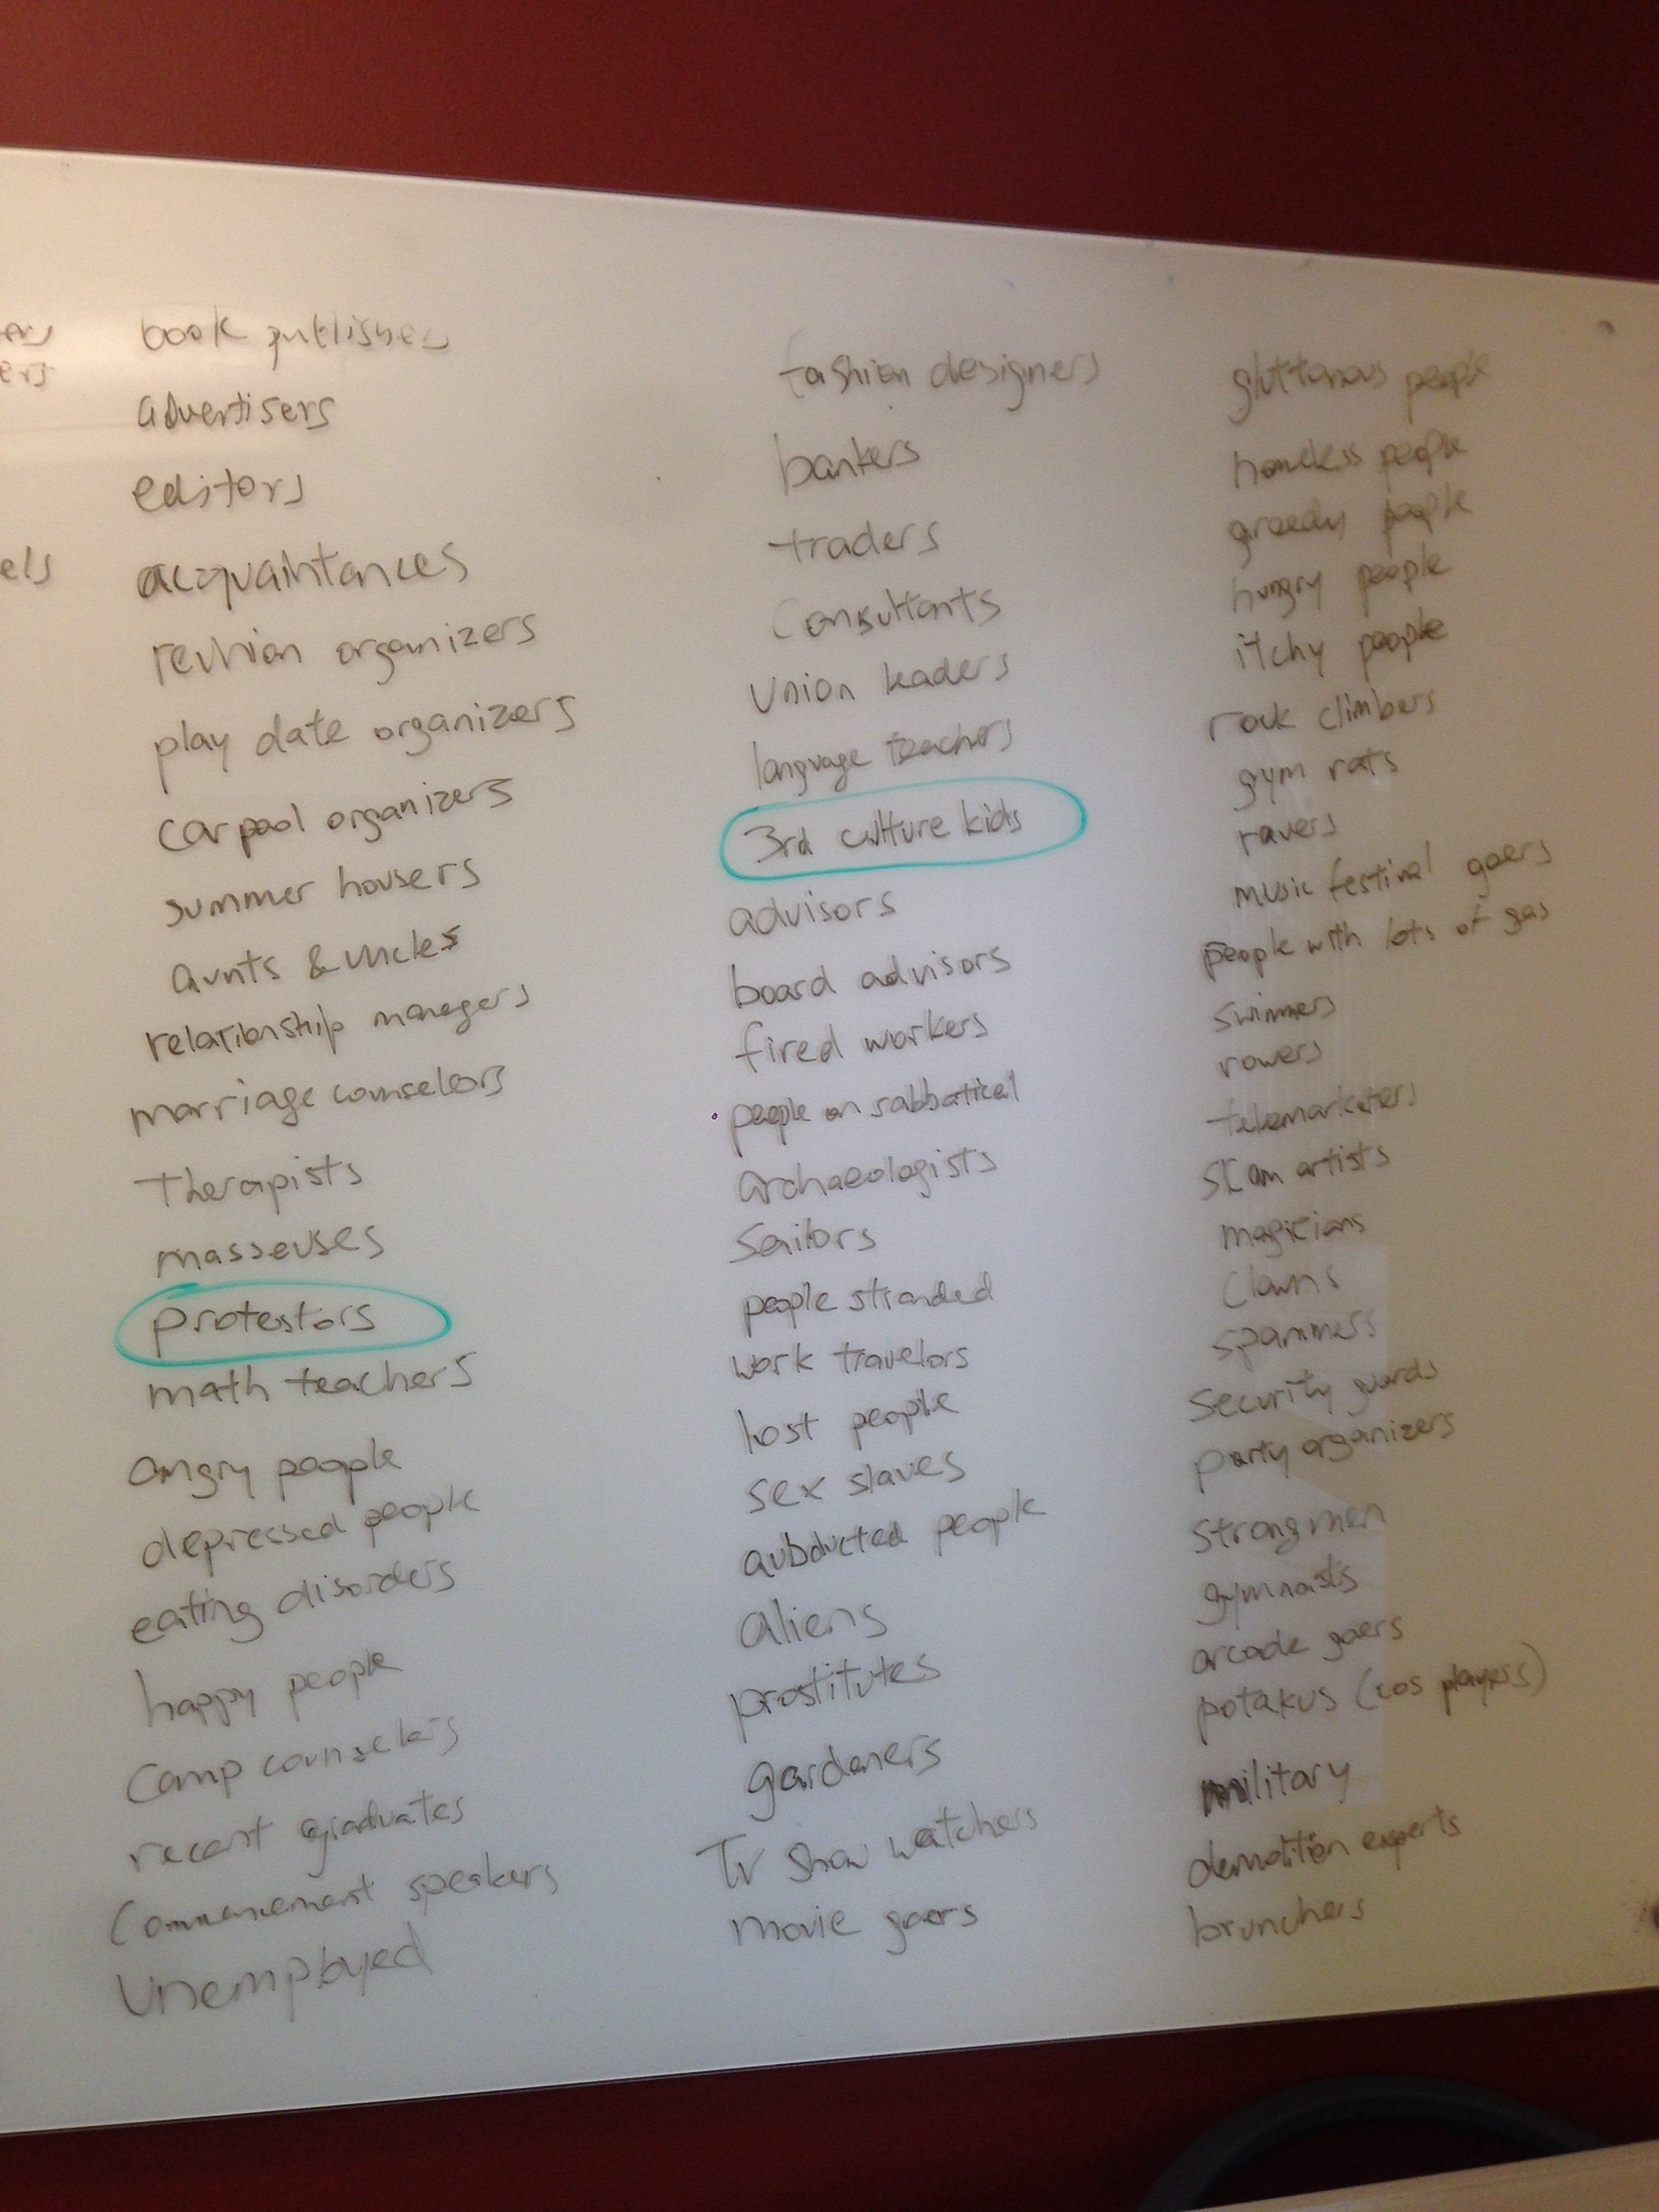 ers
els
book publishers
advertisers
editors
acquaintances
reunion organizers
play date organizers
carpool organizers
summer housers
aunts & uncles
relationship managers
marriage counselors
therapists
masseuses
protestors
math teachers
angry people
depressed people
eating disorders
happy people
camp counselors
recent graduates
commencement speakers
unemployed
fashion designers
bankers
traders
consultants
union leaders
language teachers
3rd culture kids
advisors
board advisors
fired workers
people on sabbatical
archaeologists
sailors
people stranded
work travelors
lost people
sex slaves
aubducted people
aliens
prostitutes
gardeners
TV show watchers
movie goers
gluttonous people
homeless people
greedy people
hungry people
itchy people
rock climbers
gym rats
ravers
music festival goers
people with lots of gas
swimmers
rowers
telemarketers
scam artists
magicians
clowns
spammers
security guards
party organizers
strongmen
gymnasts
arcade goers
potakus (cos players)
military
demolition experts
brunchers